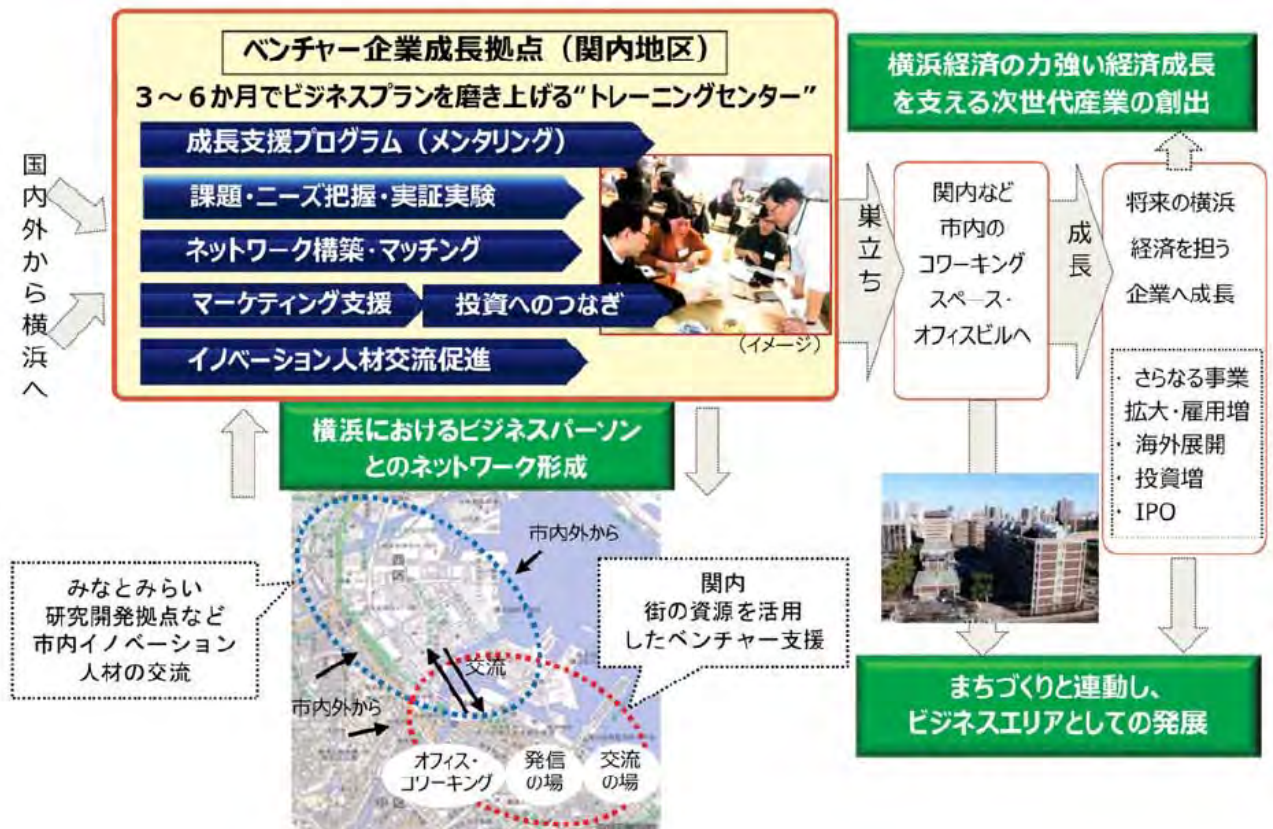 ベンチャー企業成長拠点（関内地区）
3～6か月でビジネスプランを磨き上げる“トレーニングセンター”
成長支援プログラム（メンタリング）
課題・ニーズ把握・実証実験
ネットワーク構築・マッチング
マーケティング支援
投資へのつなぎ
イノベーション人材交流促進
（イメージ）
国内外から横浜へ
巣立ち
関内など
市内の
コワーキング
スペース・
オフィスビルへ
成長
横浜経済の力強い経済成長
を支える次世代産業の創出
将来の横浜
経済を担う
企業へ成長
・ さらなる事業
拡大・雇用増
・ 海外展開
・ 投資増
・ IPO
横浜におけるビジネスパーソン
とのネットワーク形成
みなとみらい
研究開発拠点など
市内イノベーション
人材の交流
市内外から
西区
交流
市内外から
オフィス・
コワーキング
発信
の場
交流
の場
中区
関内
街の資源を活用
したベンチャー支援
まちづくりと連動し、
ビジネスエリアとしての発展